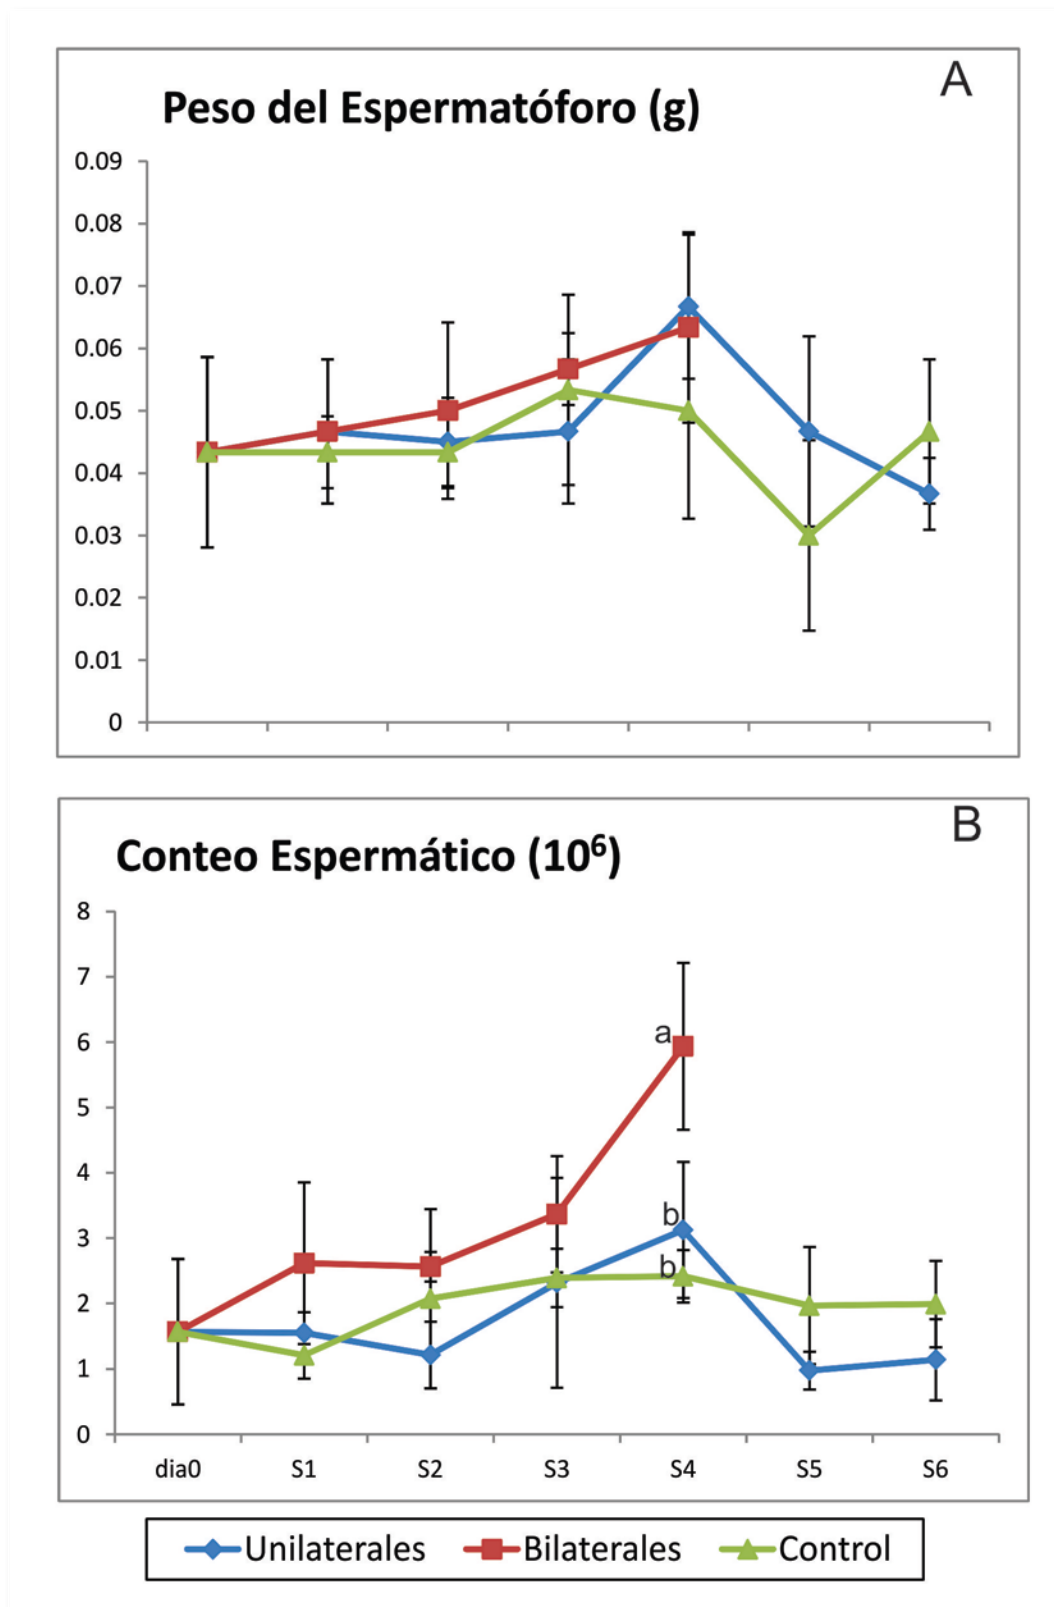 A
Peso del Espermatóforo (g)
0.09
0.08
0.07
0.06
0.05
0.04
0.03
0.02
0.01
0
B
Conteo Espermático (10⁶)
8
7
6
5
4
3
2
1
0
a
b
b
dia0 S1 S2 S3 S4 S5 S6
Unilaterales Bilaterales Control